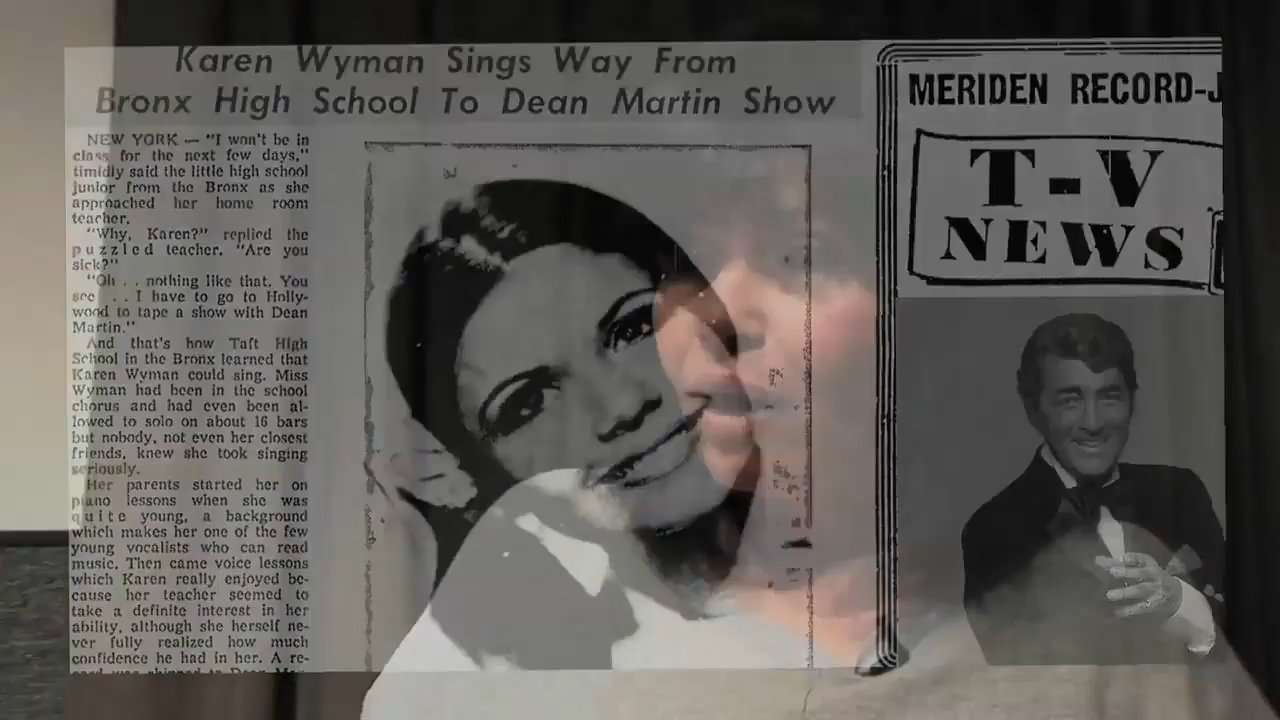 Karen Wyman Sings Way From
Bronx High School To Dean Martin Show
NEW YORK — "I won't be in
class for the next few days,"
timidly said the little high school
junior from the Bronx as she
approached her home room
teacher.
"Why, Karen?" replied the
puzzled teacher. "Are you
sick?"
"Oh . . nothing like that. You
see . . . I have to go to Holly-
wood to tape a show with Dean
Martin."
And that's how Taft High
School in the Bronx learned that
Karen Wyman could sing. Miss
Wyman had been in the school
chorus and had even been al-
lowed to solo on about 16 bars
but nobody, not even her closest
friends, knew she took singing
seriously.
Her parents started her on
piano lessons when she was
quite young, a background
which makes her one of the few
young vocalists who can read
music. Then came voice lessons
which Karen really enjoyed be-
cause her teacher seemed to
take a definite interest in her
ability, although she herself ne-
ver fully realized how much
confidence he had in her. A re-
MERIDEN RECORD-J
T-V
NEWS